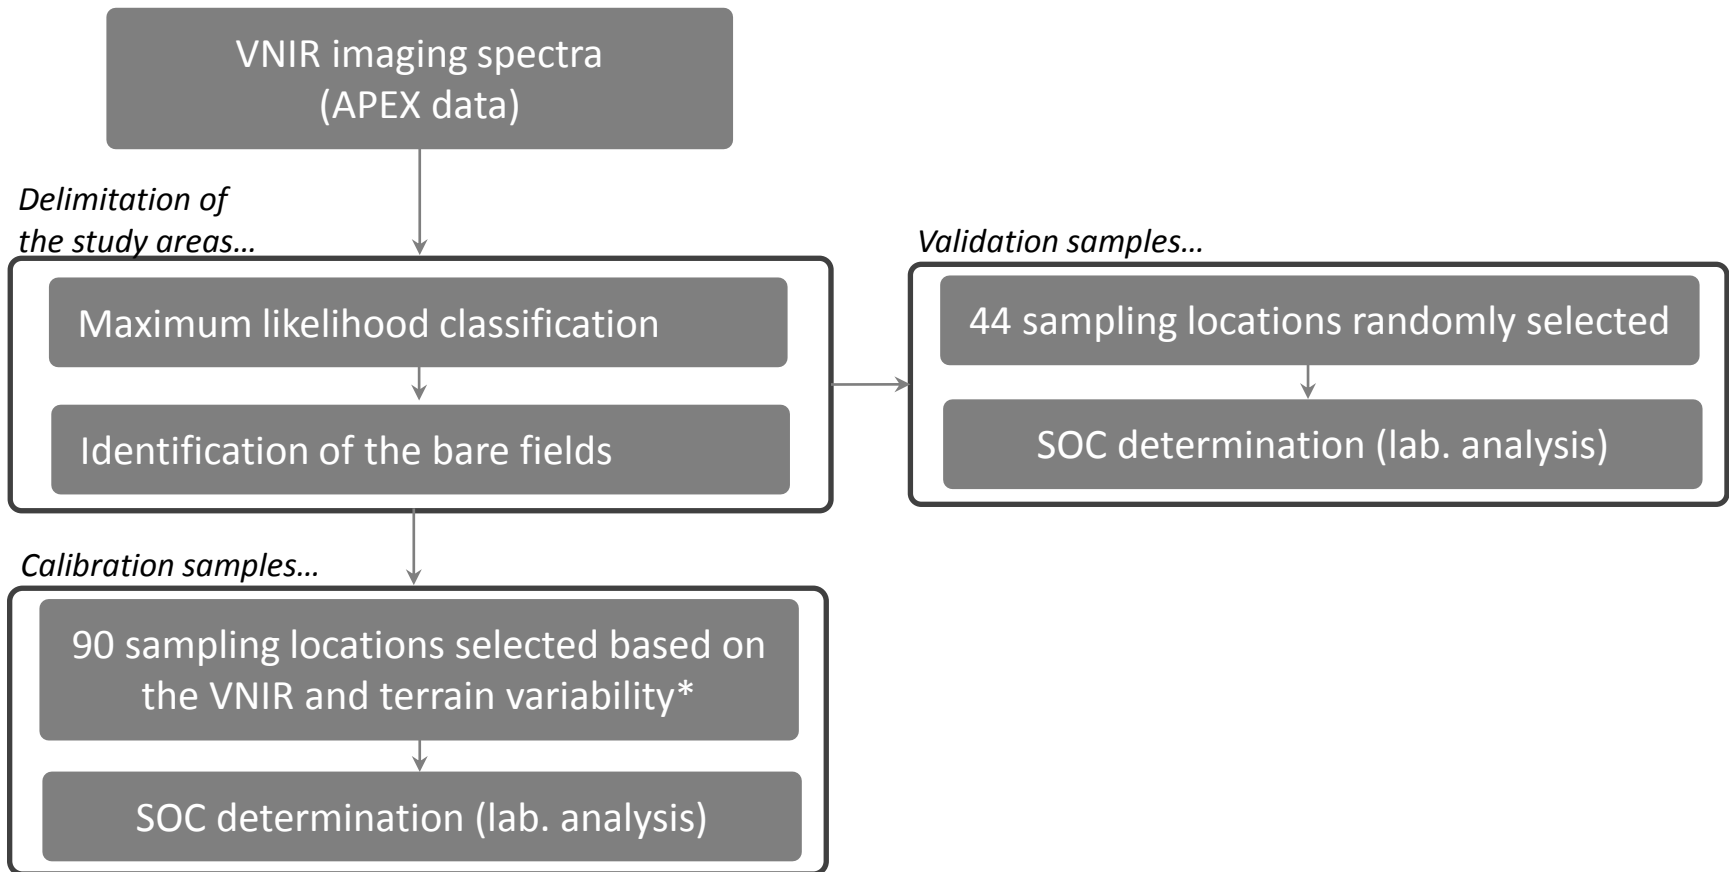 VNIR imaging spectra
(APEX data)
Delimitation of
the study areas…
Maximum likelihood classification
Identification of the bare fields
Validation samples…
44 sampling locations randomly selected
SOC determination (lab. analysis)
Calibration samples…
90 sampling locations selected based on
the VNIR and terrain variability*
SOC determination (lab. analysis)